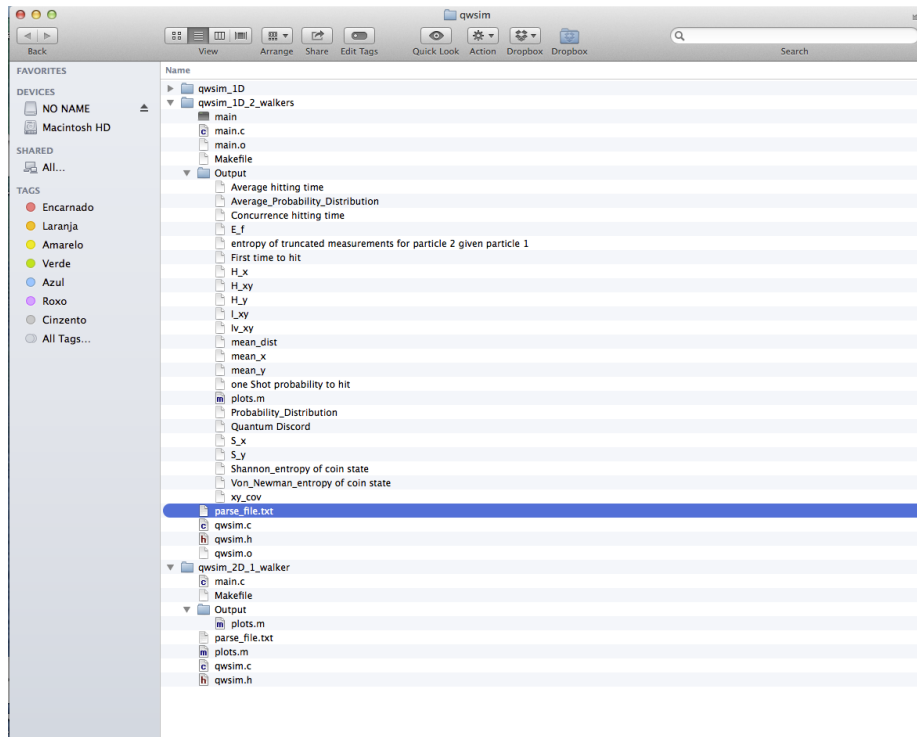 qwsim
Back View Arrange Share Edit Tags Quick Look Action Dropbox Dropbox Search
FAVORITES
DEVICES
NO NAME
Macintosh HD
SHARED
All...
TAGS
Encarnado
Laranja
Amarelo
Verde
Azul
Roxo
Cinzento
All Tags...
Name
qwsim_1D
qwsim_1D_2_walkers
main
main.c
main.o
Makefile
Output
Average hitting time
Average_Probability_Distribution
Concurrence hitting time
E_f
entropy of truncated measurements for particle 2 given particle 1
First time to hit
H_x
H_xy
H_y
I_xy
Iv_xy
mean_dist
mean_x
mean_y
one Shot probability to hit
plots.m
Probability_Distribution
Quantum Discord
S_x
S_y
Shannon_entropy of coin state
Von_Newman_entropy of coin state
xy_cov
parse_file.txt
qwsim.c
qwsim.h
qwsim.o
qwsim_2D_1_walker
main.c
Makefile
Output
plots.m
parse_file.txt
plots.m
qwsim.c
qwsim.h